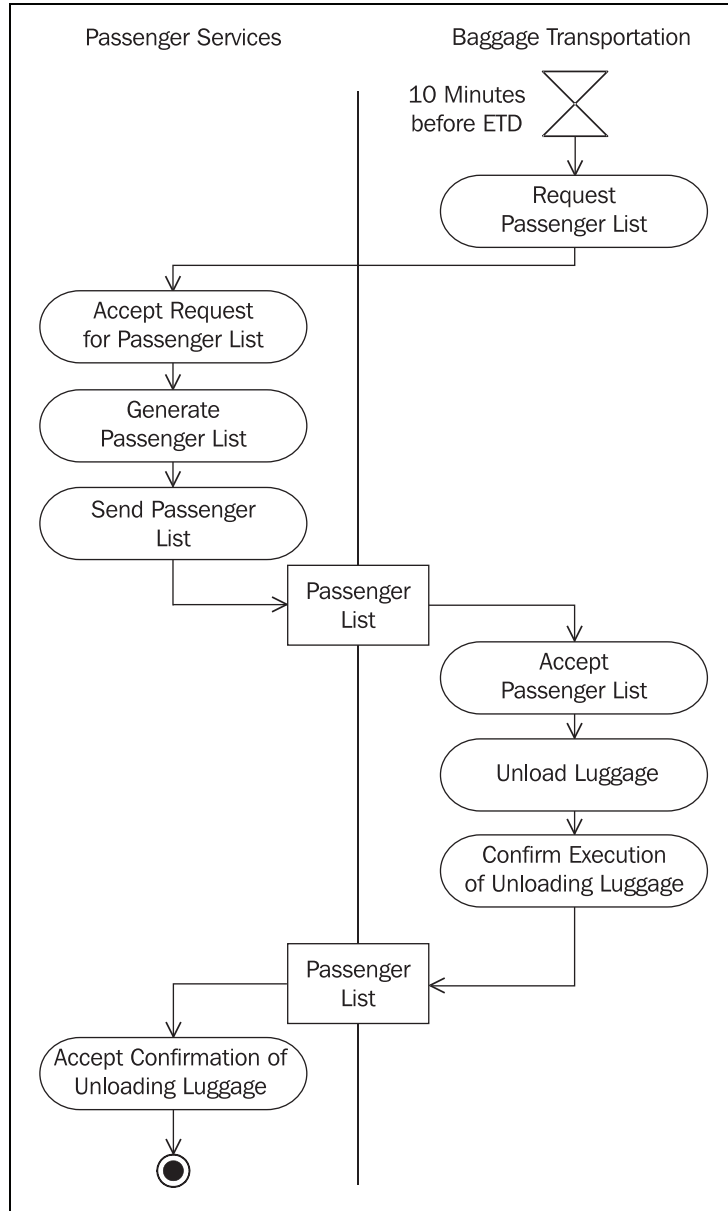 Passenger Services
Baggage Transportation
10 Minutes
before ETD
Request
Passenger List
Accept Request
for Passenger List
Generate
Passenger List
Send Passenger
List
Passenger
List
Accept
Passenger List
Unload Luggage
Confirm Execution
of Unloading Luggage
Passenger
List
Accept Confirmation of
Unloading Luggage